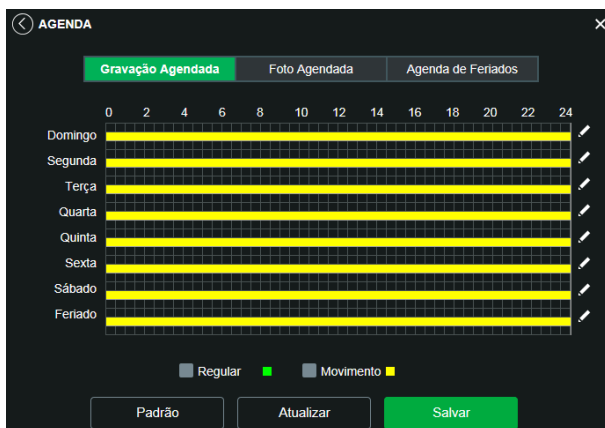 AGENDA
Gravação Agendada Foto Agendada Agenda de Feriados
0 2 4 6 8 10 12 14 16 18 20 22 24
Domingo
Segunda
Terça
Quarta
Quinta
Sexta
Sábado
Feriado
Regular Movimento
Padrão Atualizar Salvar